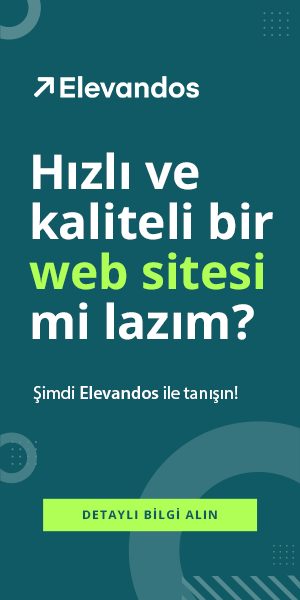 Elevandos
Hızlı ve
kaliteli bir
web sitesi
mi lazım?
Şimdi Elevandos ile tanışın!
DETAYLI BİLGİ ALIN